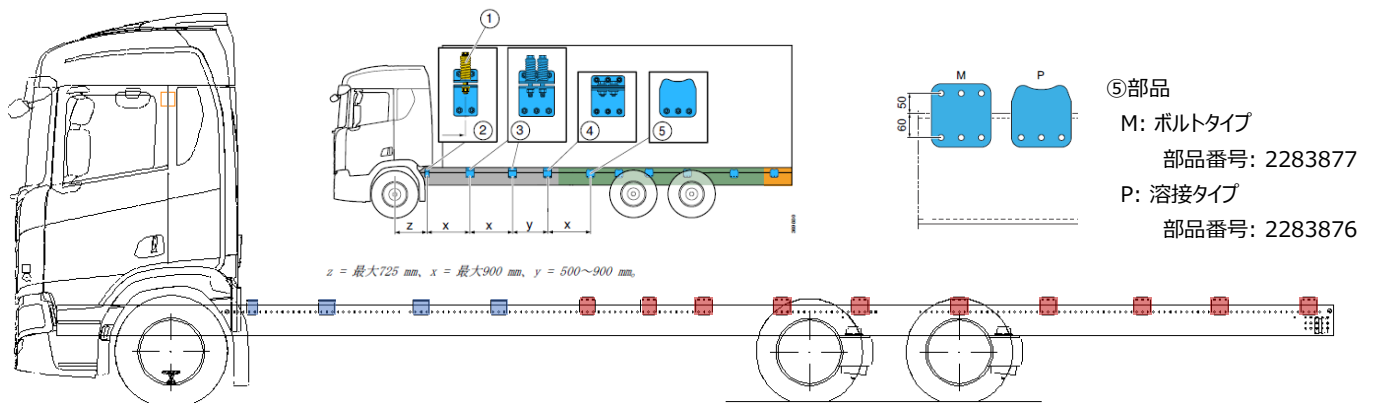 1
2
3
4
5
z
x
x
y
x
z = 最大725 mm、x = 最大900 mm、y = 500～900 mm。
M
P
50
60
⑤部品
M: ボルトタイプ
部品番号: 2283877
P: 溶接タイプ
部品番号: 2283876